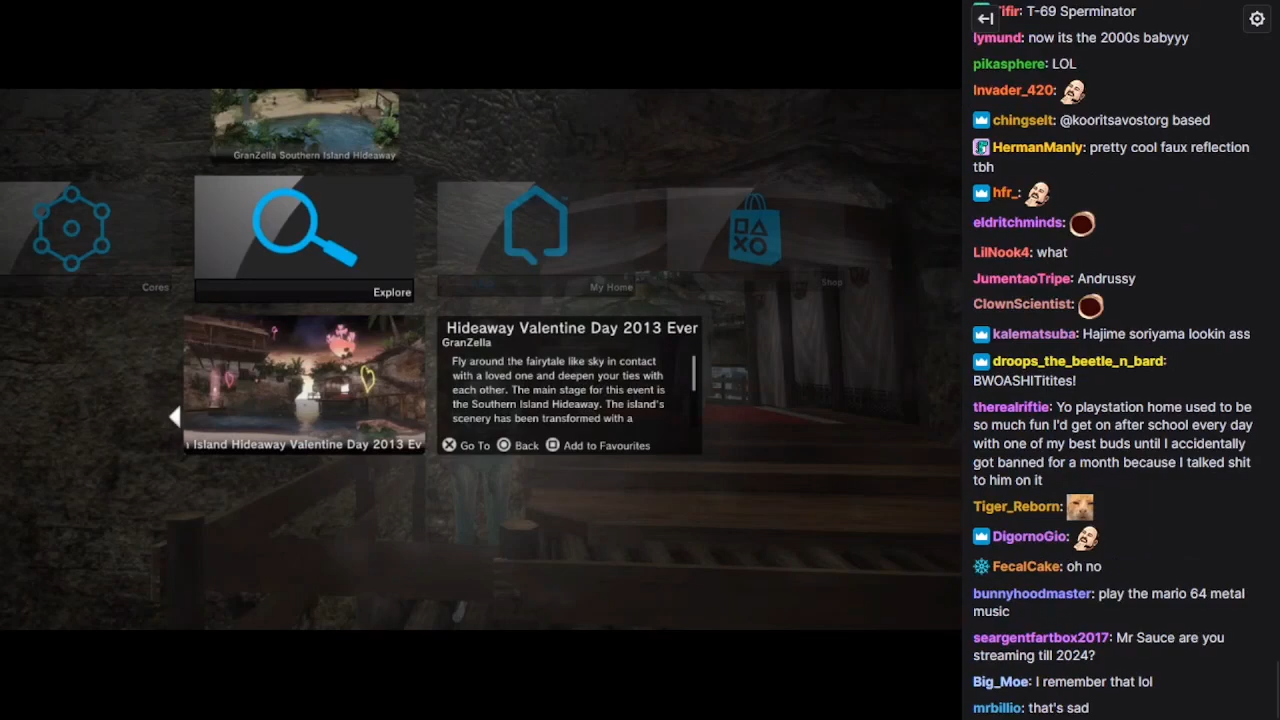 GranZella Southern Island Hideaway
Cores
Explore
My Home
Shop
Island Hideaway Valentine Day 2013 Ev
Hideaway Valentine Day 2013 Ever
GranZella
Fly around the fairytale like sky in contact
with a loved one and deepen your ties with
each other. The main stage for this event is
the Southern Island Hideaway. The island's
scenery has been transformed with a
Go To Back Add to Favourites
T-69 Sperminator
lymund: now its the 2000s babyyy
pikasphere: LOL
Invader_420:
chingselt: @kooritsavostorg based
HermanManly: pretty cool faux reflection
tbh
hfr_:
eldritchminds:
LilNook4: what
JumentaoTripe: Andrussy
ClownScientist:
kalematsuba: Hajime soriyama lookin ass
droops_the_beetle_n_bard:
BWOASHITitites!
therealriftie: Yo playstation home used to be
so much fun I'd get on after school every day
with one of my best buds until I accidentally
got banned for a month because I talked shit
to him on it
Tiger_Reborn:
DigornoGio:
FecalCake: oh no
bunnyhoodmaster: play the mario 64 metal
music
seargentfartbox2017: Mr Sauce are you
streaming till 2024?
Big_Moe: I remember that lol
mrbillio: that's sad